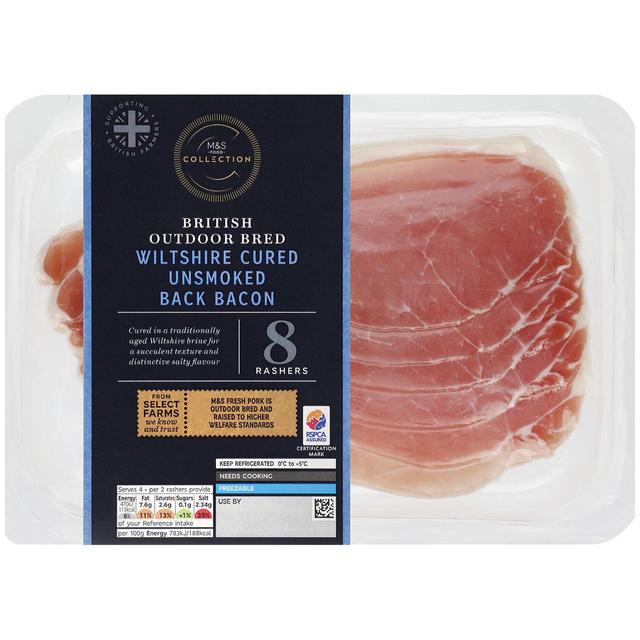 SUPPORTING
BRITISH FARMERS
M&S
FOOD
COLLECTION
BRITISH
OUTDOOR BRED
WILTSHIRE CURED
UNSMOKED
BACK BACON
Cured in a traditionally
aged Wiltshire brine for
a succulent texture and
distinctive salty flavour
8
RASHERS
FROM
SELECT
FARMS
we know
and trust
M&S FRESH PORK IS
OUTDOOR BRED AND
RAISED TO HIGHER
WELFARE STANDARDS
RSPCA
ASSURED
CERTIFICATION
MARK
KEEP REFRIGERATED 0°C to +5°C
NEEDS COOKING
FREEZABLE
USE BY
Serves 4 - per 2 rashers provide
Energy Fat Saturates Sugars Salt
470kJ 7.6g 2.6g 0.1g 2.34g
113kcal
6% 11% 13% <1% 39%
of your Reference intake
per 100g Energy 783kJ/188kcal